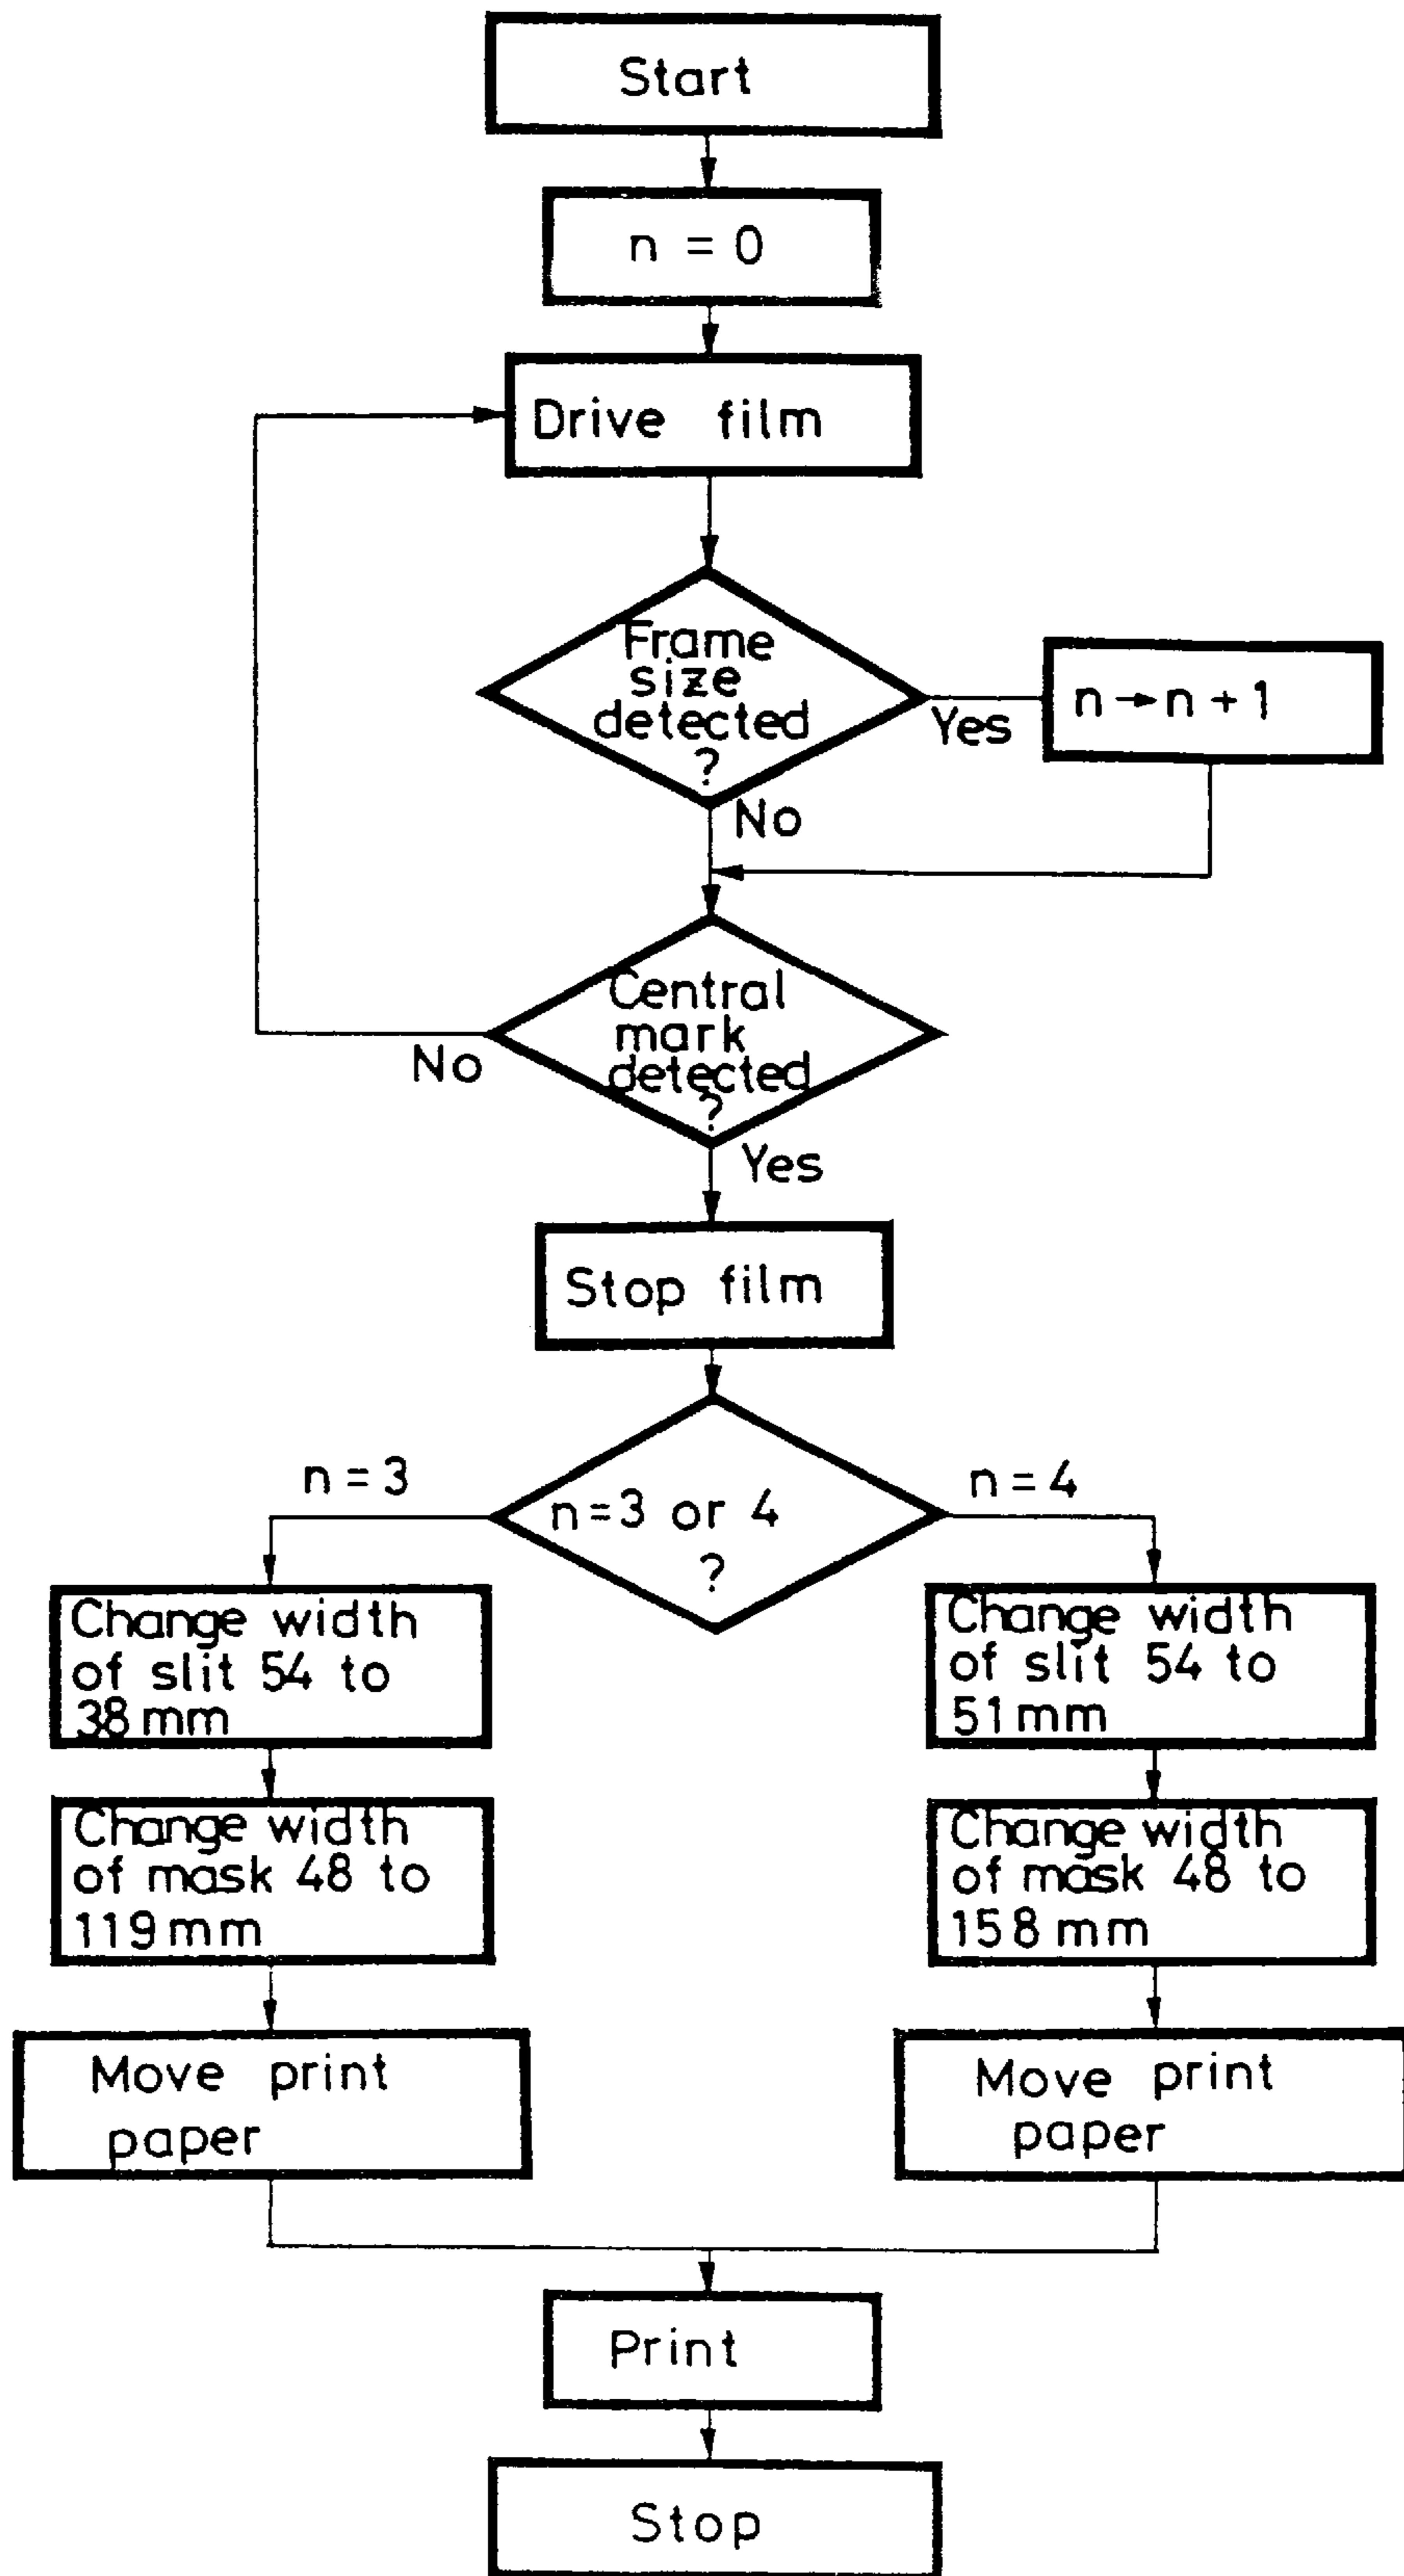 Start
n = 0
Drive film
Frame
size
detected
?
Yes
n → n + 1
No
Central
mark
detected
?
No
Yes
Stop film
n = 3
n = 4
n = 3 or 4
?
Change width
of slit 54 to
38 mm
Change width
of slit 54 to
51 mm
Change width
of mask 48 to
119 mm
Change width
of mask 48 to
158 mm
Move print
paper
Move print
paper
Print
Stop